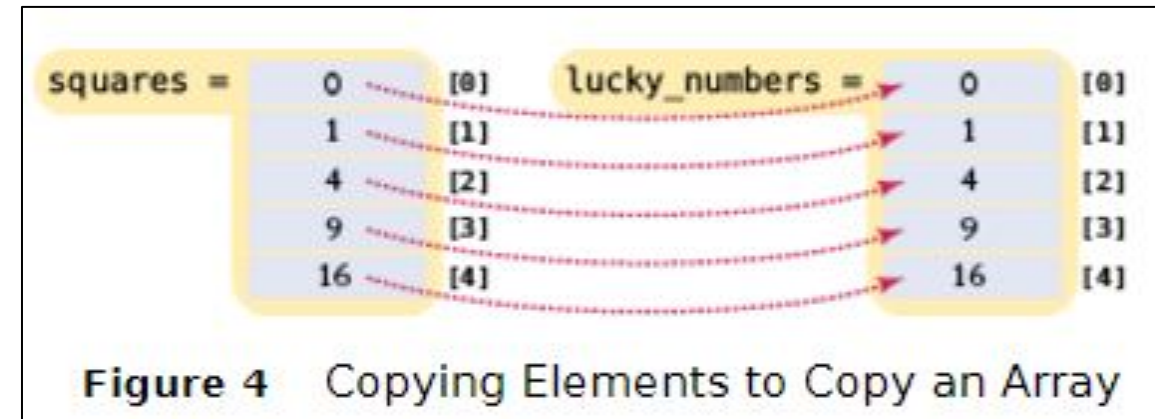 squares = 0 [0] lucky_numbers = 0 [0]
1 [1] 1 [1]
4 [2] 4 [2]
9 [3] 9 [3]
16 [4] 16 [4]
Figure 4 Copying Elements to Copy an Array